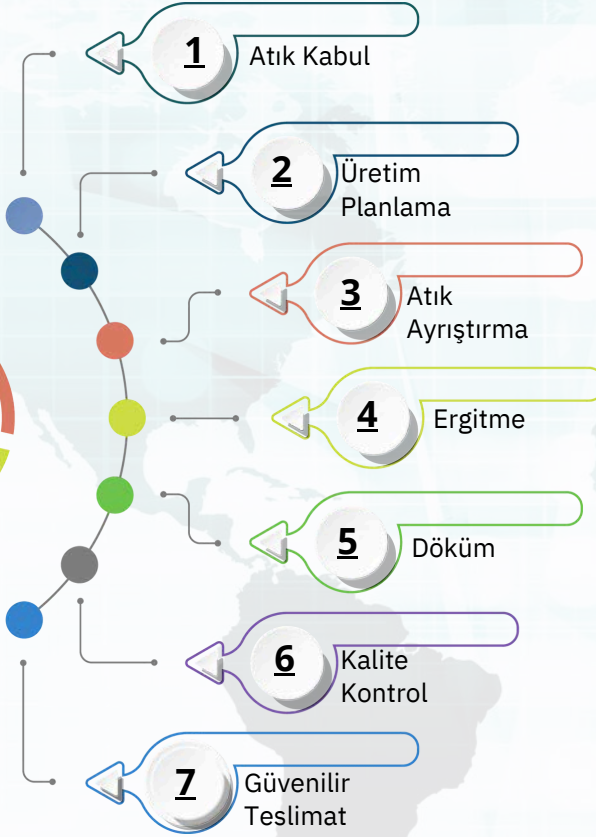 1
Atık Kabul
2
Üretim
Planlama
3
Atık
Ayrıştırma
4
Ergitme
5
Döküm
6
Kalite
Kontrol
7
Güvenilir
Teslimat